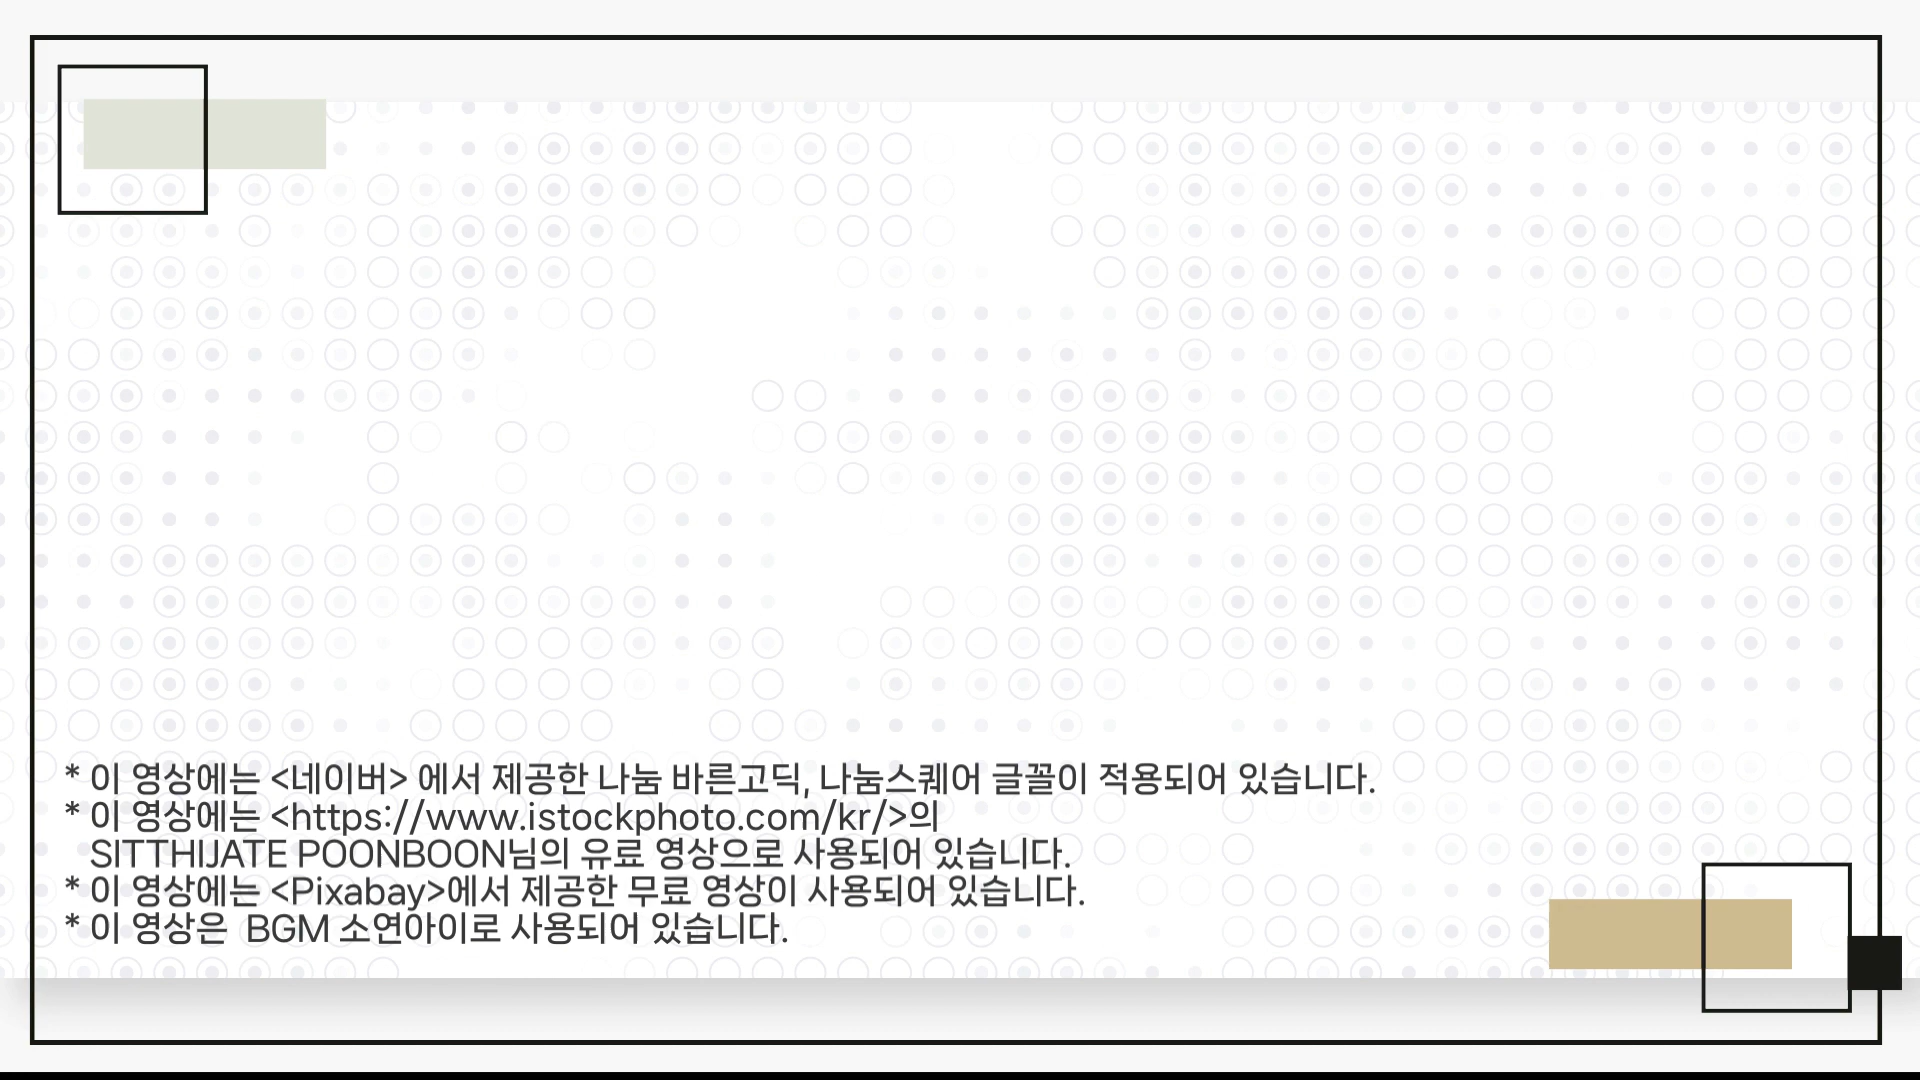 * 이 영상에는 <네이버> 에서 제공한 나눔 바른고딕, 나눔스퀘어 글꼴이 적용되어 있습니다.
* 이 영상에는 <https://www.istockphoto.com/kr/>의
SITTHIJATE POONBOON님의 유료 영상으로 사용되어 있습니다.
* 이 영상에는 <Pixabay>에서 제공한 무료 영상이 사용되어 있습니다.
* 이 영상은 BGM 소연아이로 사용되어 있습니다.